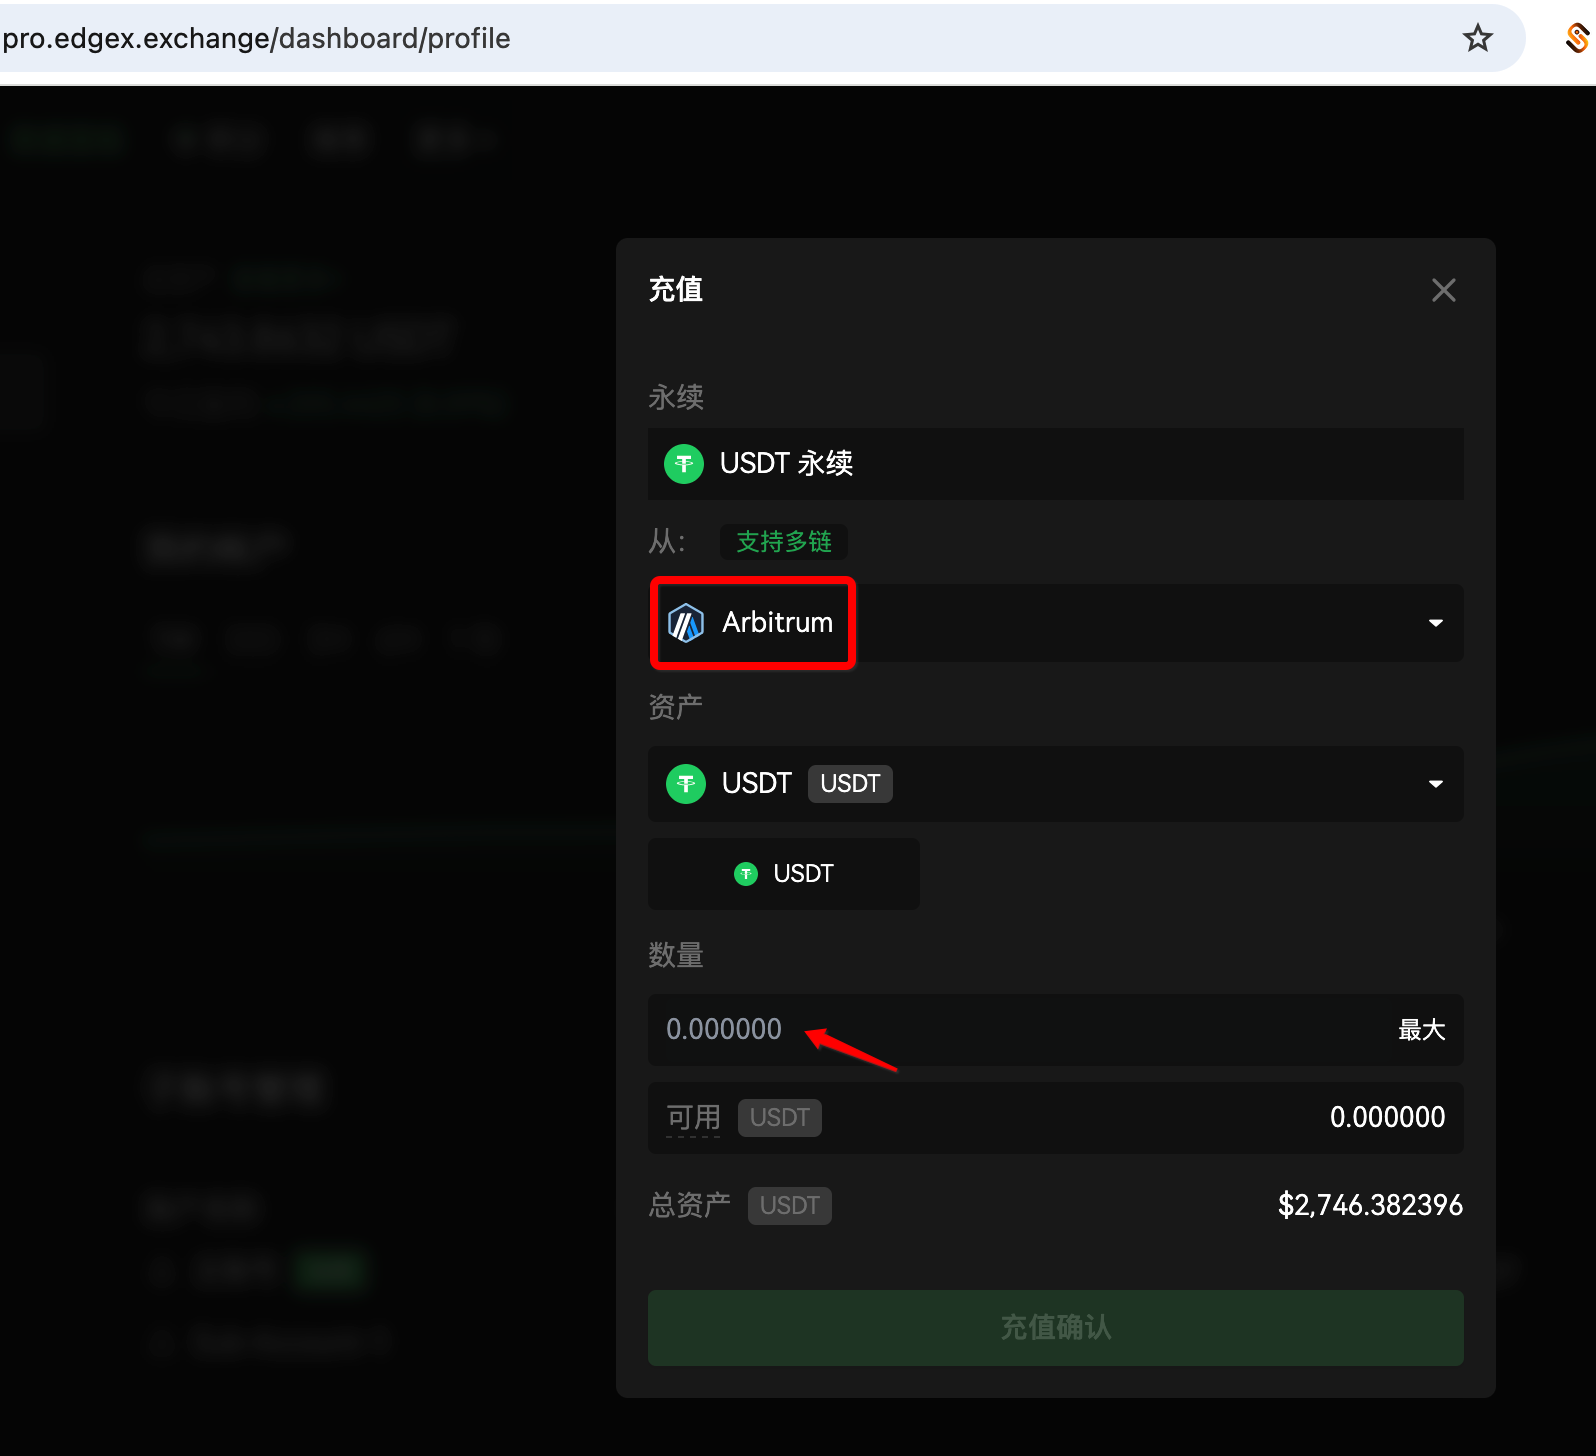 pro.edgex.exchange/dashboard/profile
充值
永续
USDT 永续
从:
支持多链
Arbitrum
资产
USDT USDT
USDT
数量
0.000000
最大
可用 USDT 0.000000
总资产 USDT $2,746.382396
充值确认